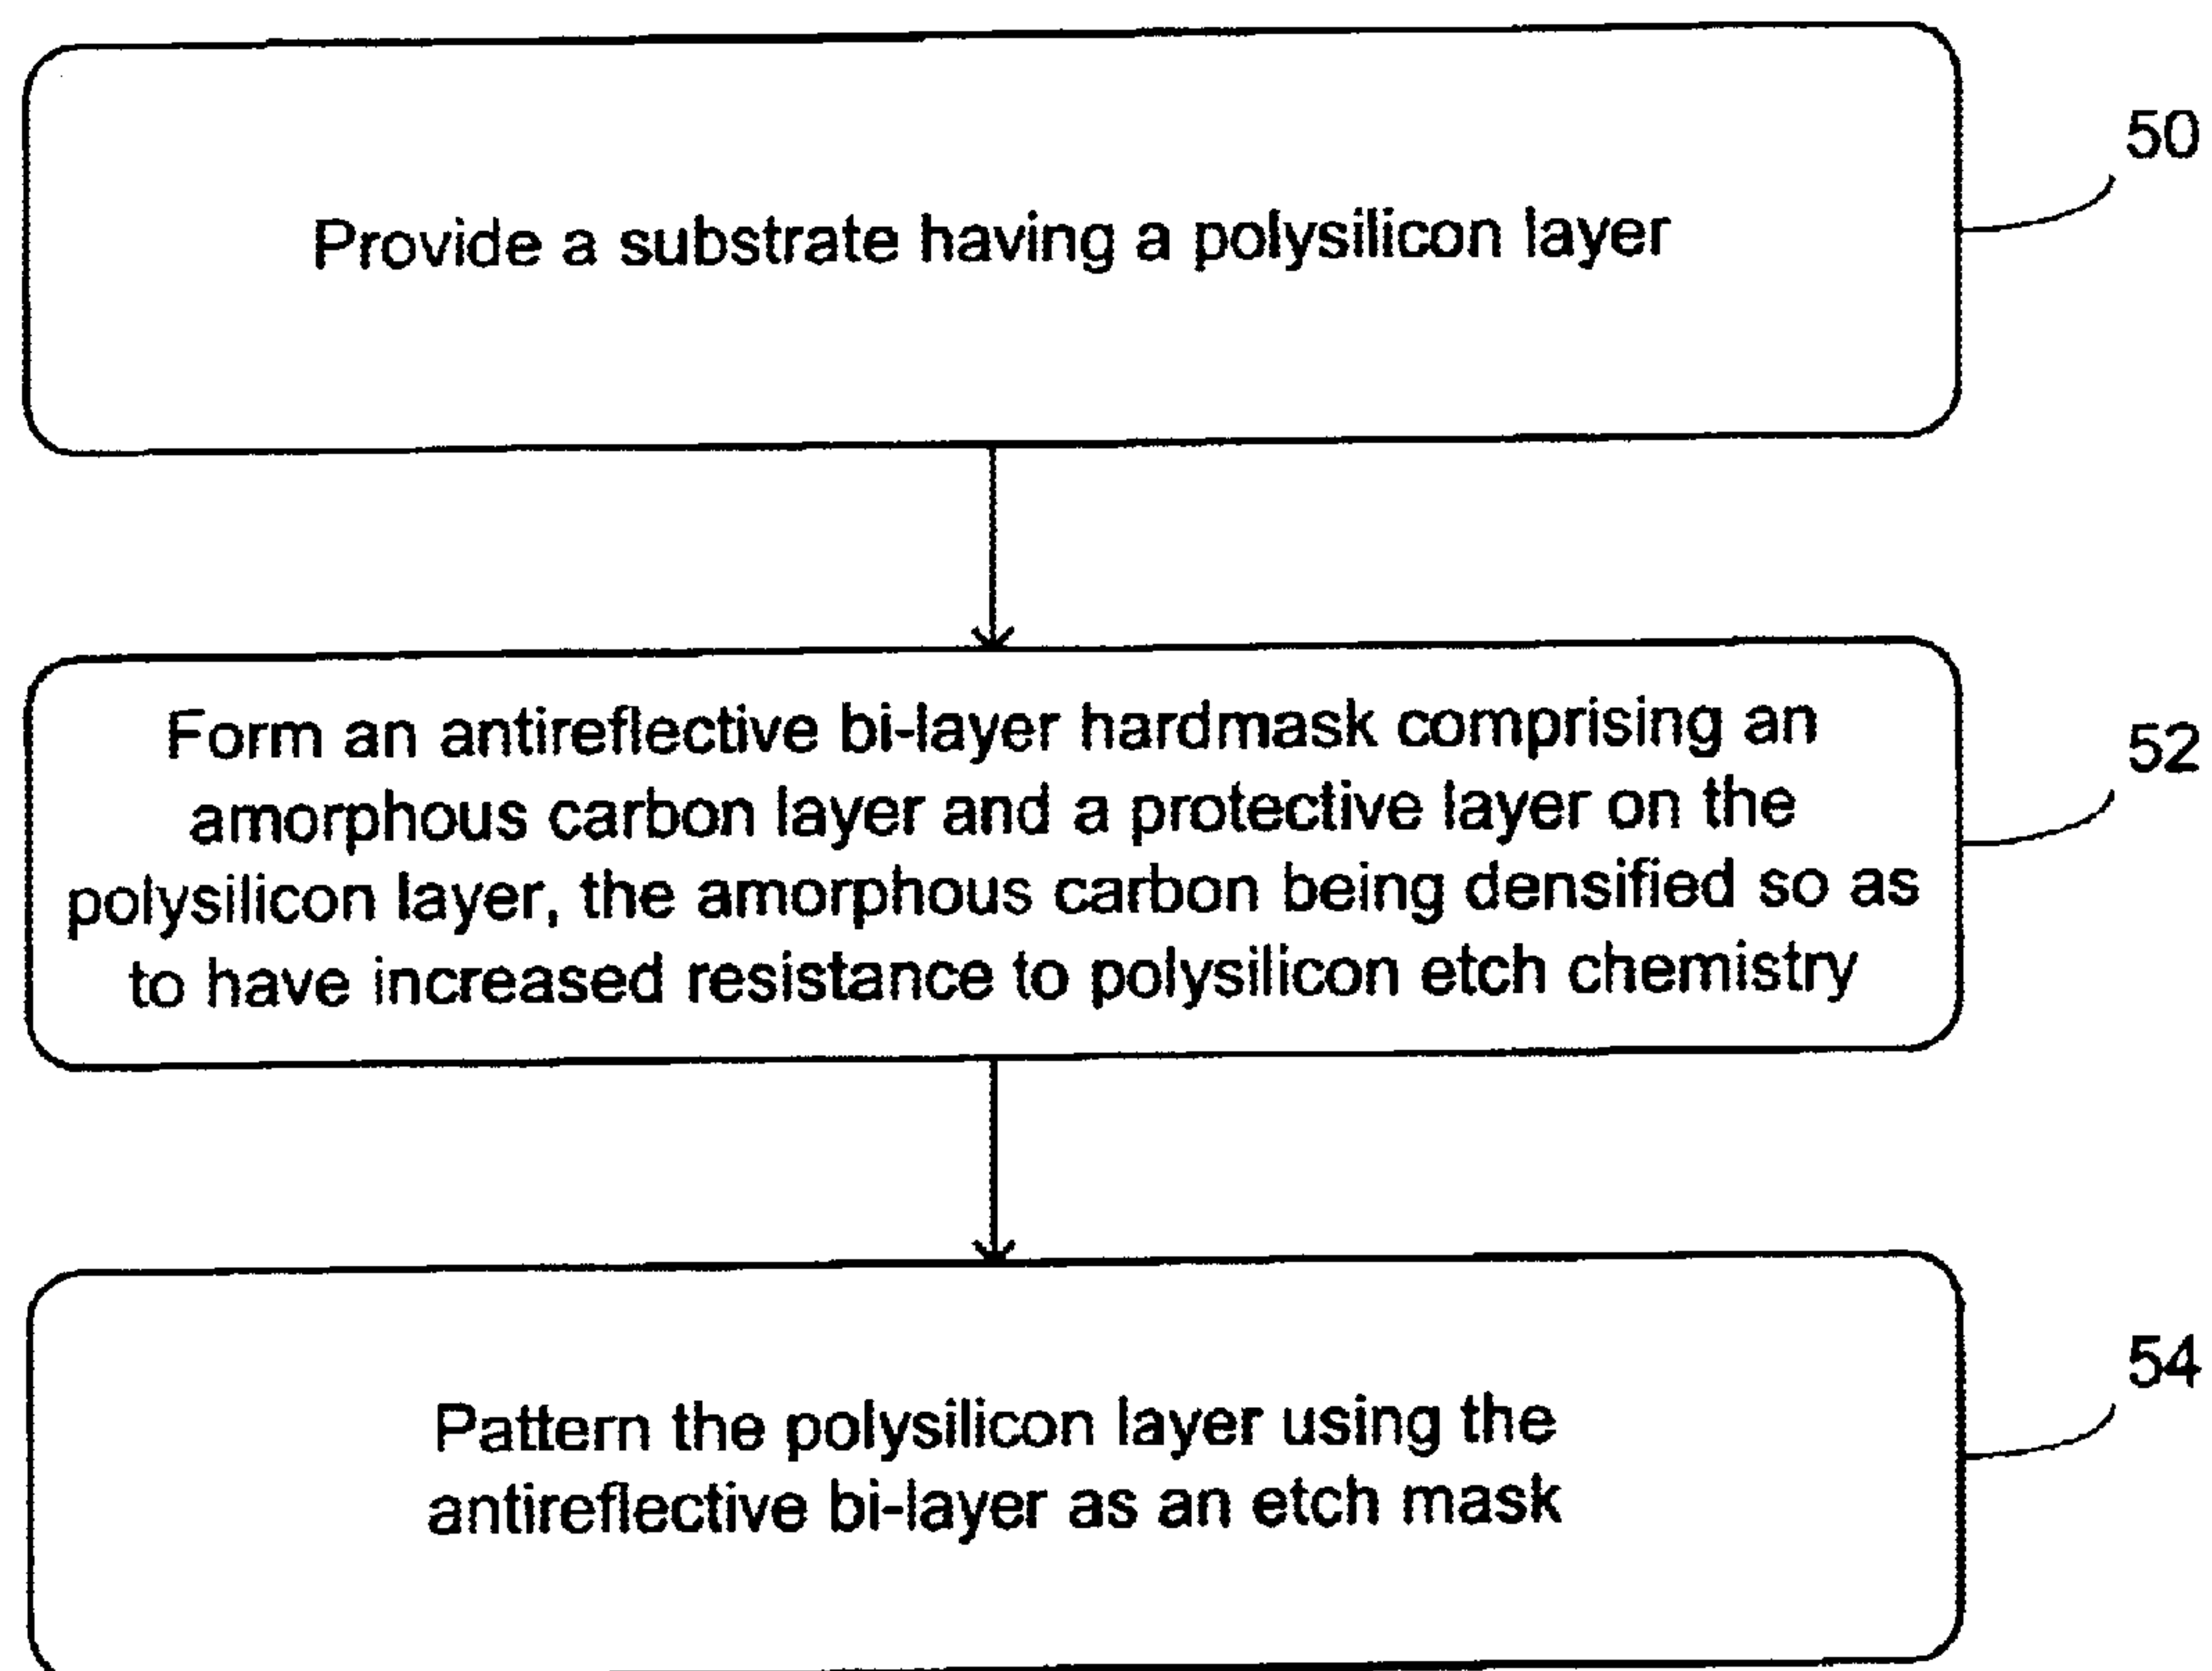 50
Provide a substrate having a polysilicon layer
Form an antireflective bi-layer hardmask comprising an
52
amorphous carbon layer and a protective layer on the
polysilicon layer, the amorphous carbon being densified so as
to have increased resistance to polysilicon etch chemistry
54
Pattern the polysilicon layer using the
antireflective bi-layer as an etch mask